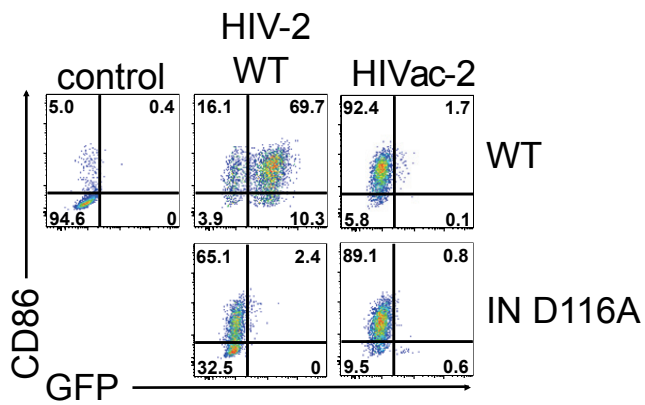 HIV-2
WT
control
HIVac-2
5.0 0.4
94.6 0
16.1 69.7
3.9 10.3
92.4 1.7
5.8 0.1
WT
65.1 2.4
32.5 0
89.1 0.8
9.5 0.6
IN D116A
CD86
GFP